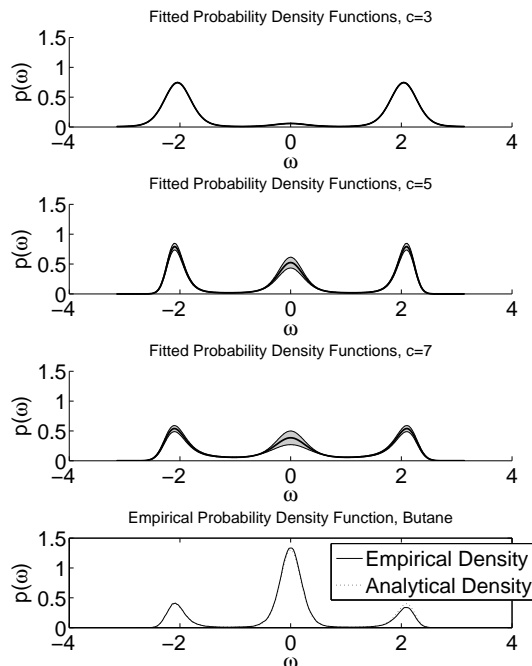 Fitted Probability Density Functions, c=3
1.5
1
0.5
0
p(ω)
−4 −2 0 2 4
ω
Fitted Probability Density Functions, c=5
1.5
1
0.5
0
p(ω)
−4 −2 0 2 4
ω
Fitted Probability Density Functions, c=7
1.5
1
0.5
0
p(ω)
−4 −2 0 2 4
ω
Empirical Probability Density Function, Butane
1.5
1
0.5
0
p(ω)
Empirical Density
Analytical Density
−4 −2 0 2 4
ω